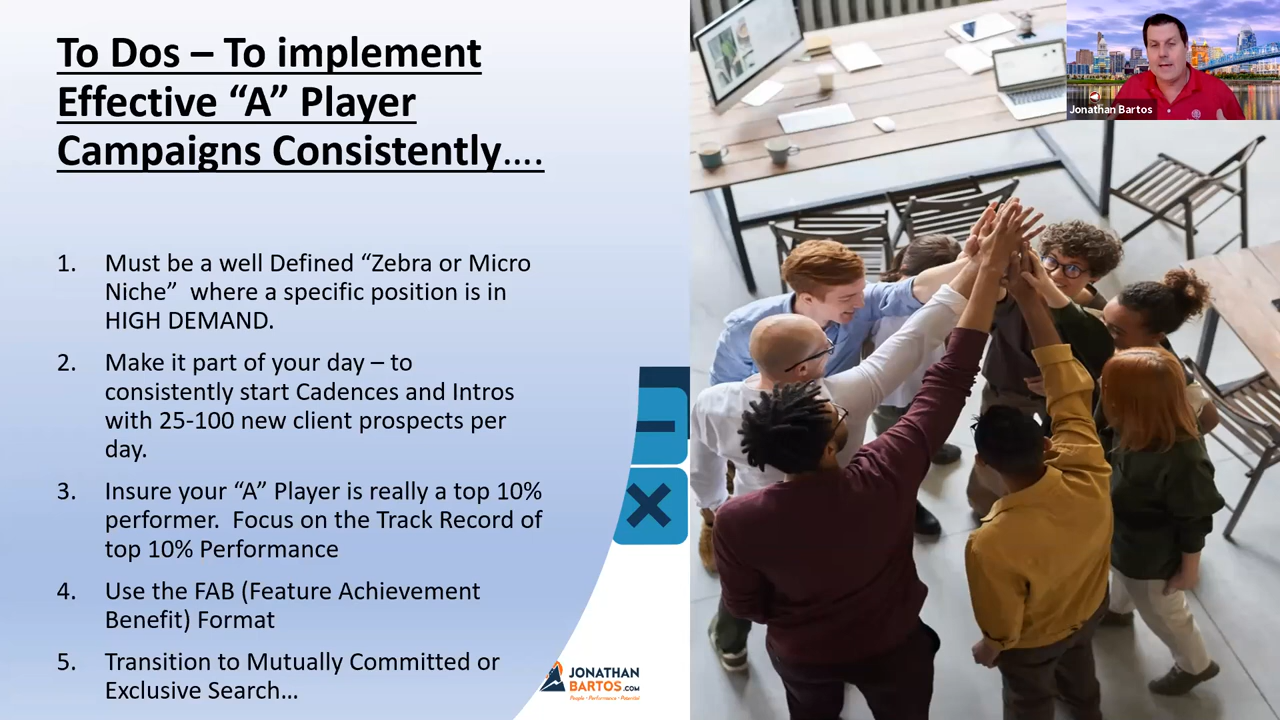 To Dos – To implement
Effective “A” Player
Campaigns Consistently….
1. Must be a well Defined “Zebra or Micro
Niche” where a specific position is in
HIGH DEMAND.
2. Make it part of your day – to
consistently start Cadences and Intros
with 25-100 new client prospects per
day.
3. Insure your “A” Player is really a top 10%
performer. Focus on the Track Record of
top 10% Performance
4. Use the FAB (Feature Achievement
Benefit) Format
5. Transition to Mutually Committed or
Exclusive Search…
JONATHAN
BARTOS.COM
People - Performance - Potential
Jonathan Bartos